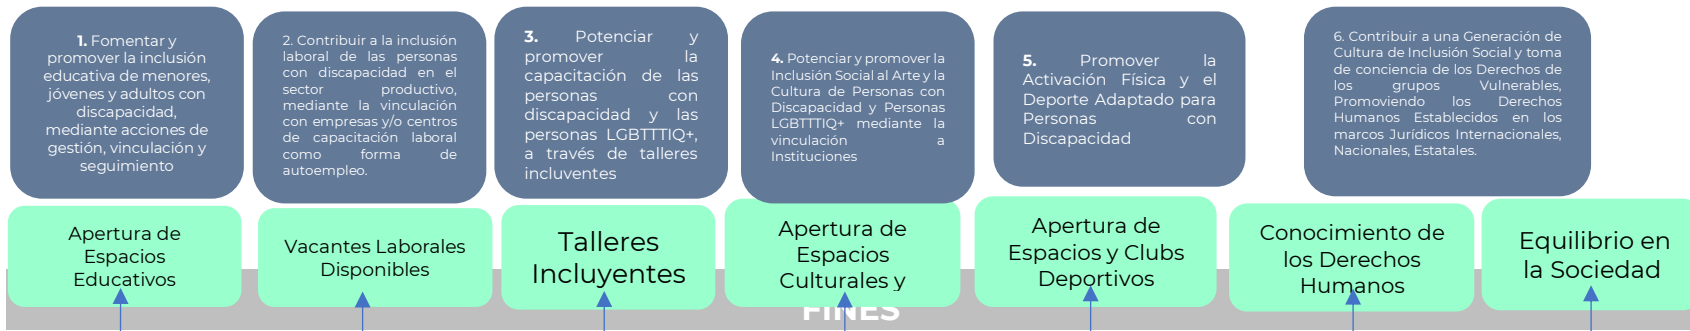 1. Fomentar y
promover la inclusión
educativa de menores,
jóvenes y adultos con
discapacidad,
mediante acciones de
gestión, vinculación y
seguimiento
2. Contribuir a la inclusión
laboral de las personas
con discapacidad en el
sector productivo,
mediante la vinculación
con empresas y/o centros
de capacitación laboral
como forma de
autoempleo.
3. Potenciar y
promover la
capacitación de las
personas con
discapacidad y las
personas LGBTTTIQ+,
a través de talleres
incluyentes
4. Potenciar y promover la
Inclusión Social al Arte y la
Cultura de Personas con
Discapacidad y Personas
LGBTTTIQ+ mediante la
vinculación a
Instituciones
5. Promover la
Activación Física y el
Deporte Adaptado para
Personas con
Discapacidad
6. Contribuir a una Generación de
Cultura de Inclusión Social y toma
de conciencia de los Derechos de
los grupos Vulnerables,
Promoviendo los Derechos
Humanos Establecidos en los
marcos Jurídicos Internacionales,
Nacionales, Estatales.
Apertura de
Espacios
Educativos
Vacantes Laborales
Disponibles
Talleres
Incluyentes
Apertura de
Espacios
Culturales y
Apertura de
Espacios y Clubs
Deportivos
Conocimiento de
los Derechos
Humanos
Equilibrio en
la Sociedad
FINES